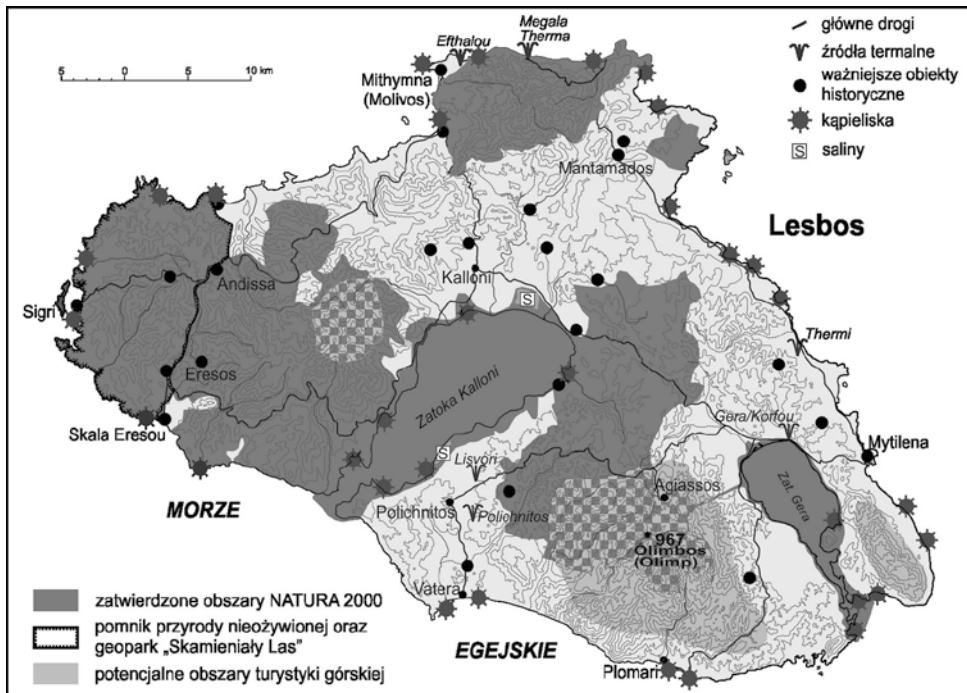 5 0 5 10 km
Efthalou
Megala
Therma
Mithymna
(Molivos)
główne drogi
źródła termalne
ważniejsze obiekty
historyczne
kąpieliska
S saliny
Mantamados
Lesbos
Kalloni
S
Andissa
Sigri
Thermi
Eresos
Zatoka Kalloni
Skala Eresou
Gera/Korfou
S
Lisvori
Mytilena
MORZE
Agiassos
Zat. Gera
Polichnitos
Polichnitos
967
Olimbos
(Olimp)
Vatera
EGEJSKIE
Plomari
zatwierdzone obszary NATURA 2000
pomnik przyrody nieożywionej oraz
geopark „Skamieniały Las”
potencjalne obszary turystyki górskiej